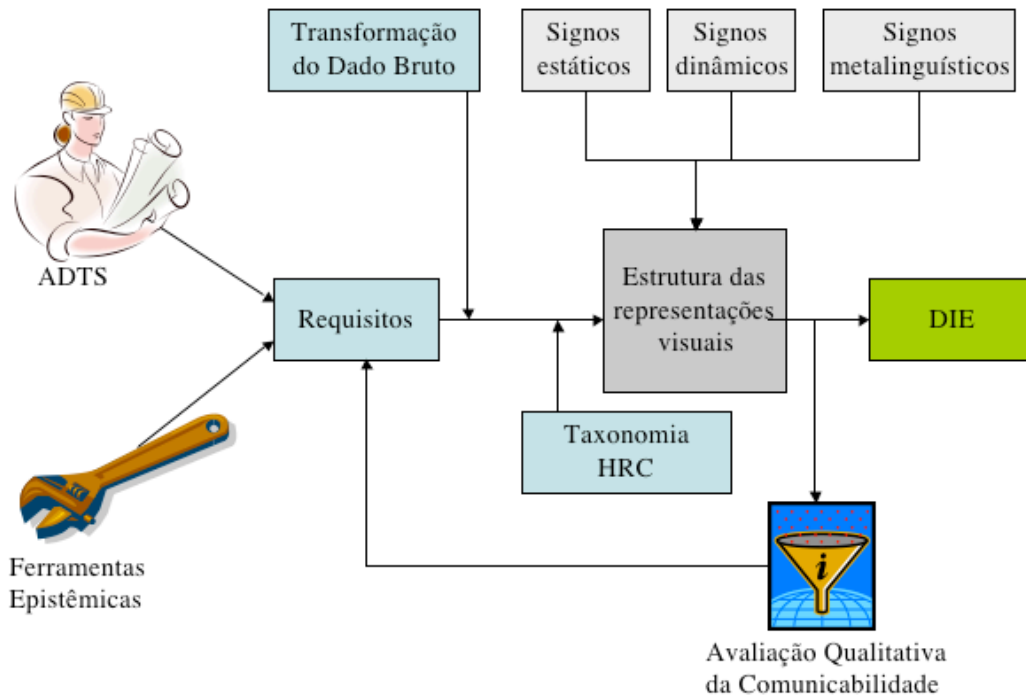 Transformação
do Dado Bruto
Signos
estáticos
Signos
dinâmicos
Signos
metalinguísticos
ADTS
Requisitos
Estrutura das
representações
visuais
DIE
Taxonomia
HRC
Ferramentas
Epistêmicas
i
Avaliação Qualitativa
da Comunicabilidade